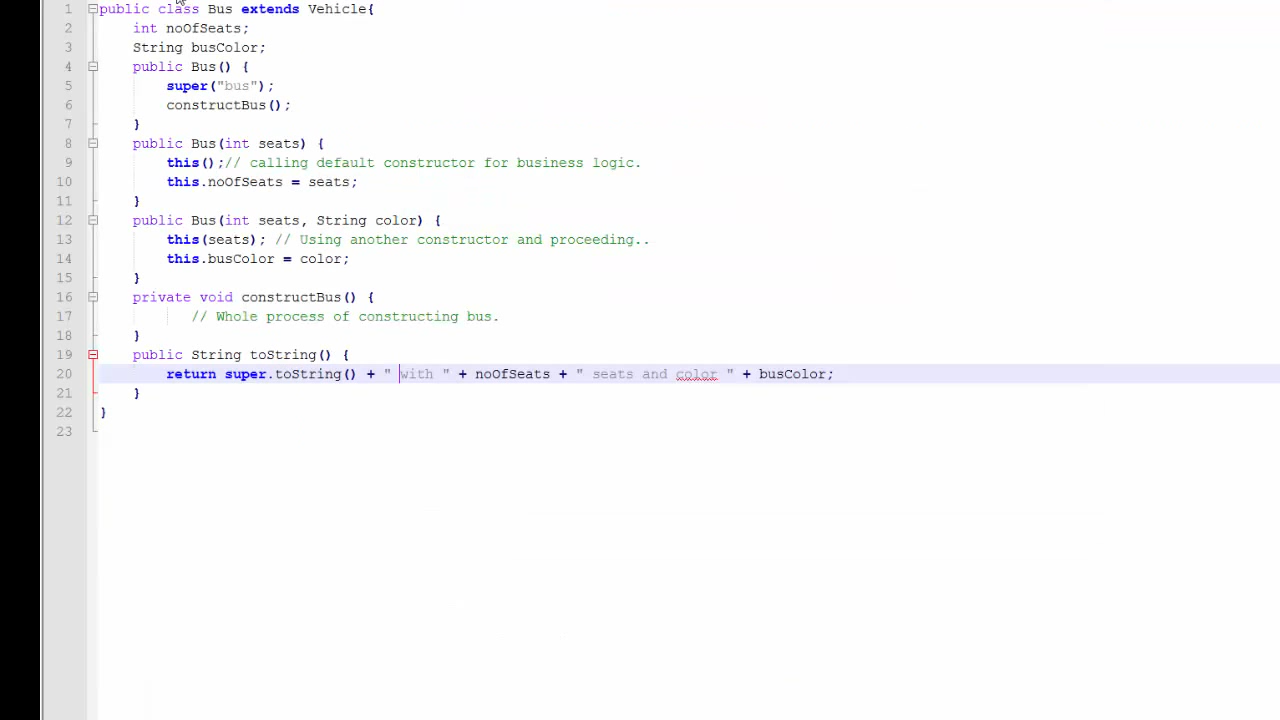 1 public class Bus extends Vehicle{
2 int noOfSeats;
3 String busColor;
4 public Bus() {
5 super("bus");
6 constructBus();
7 }
8 public Bus(int seats) {
9 this();// calling default constructor for business logic.
10 this.noOfSeats = seats;
11 }
12 public Bus(int seats, String color) {
13 this(seats); // Using another constructor and proceeding..
14 this.busColor = color;
15 }
16 private void constructBus() {
17 // Whole process of constructing bus.
18 }
19 public String toString() {
20 return super.toString() + " with " + noOfSeats + " seats and color " + busColor;
21 }
22 }
23